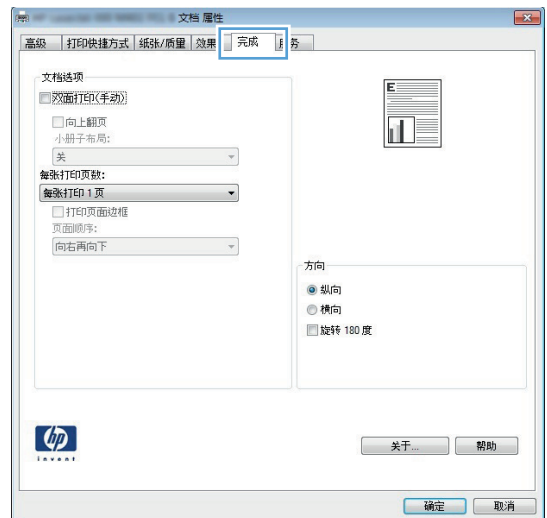 文档 属性
高级 打印快捷方式 纸张/质量 效果 完成 服务
文档选项
双面打印(手动)
向上翻页
小册子布局:
关
每张打印页数:
每张打印 1 页
打印页面边框
页面顺序:
向右再向下
E
方向
纵向
横向
旋转 180 度
hp
invent
关于... 帮助
确定 取消